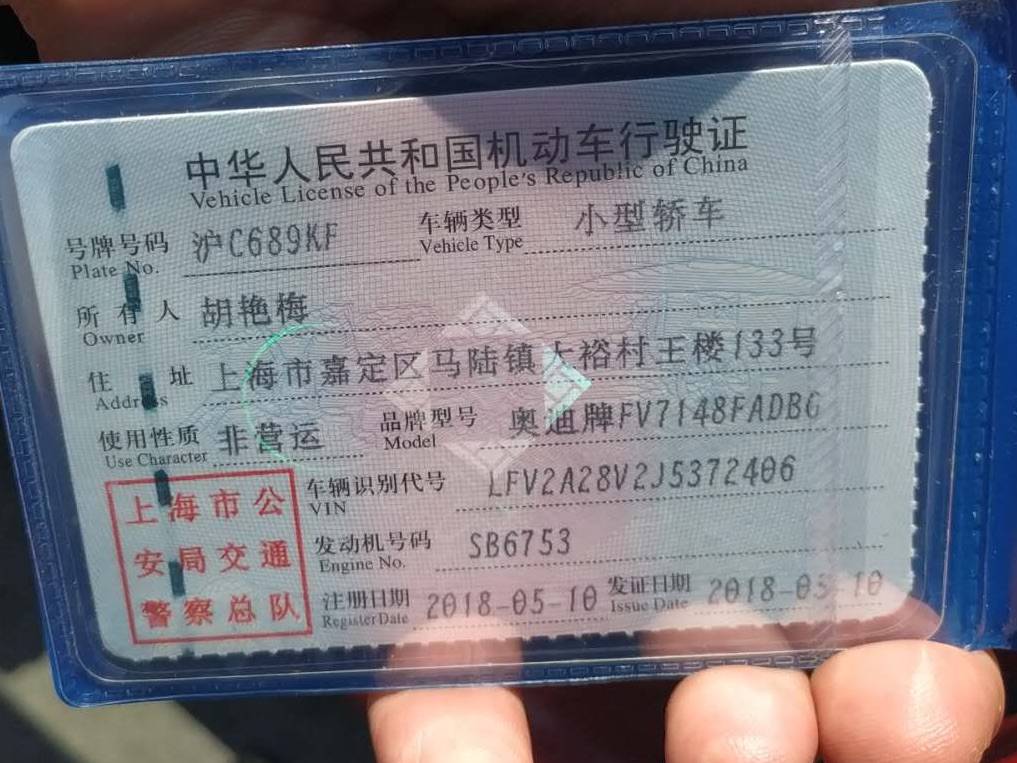 中华人民共和国机动车行驶证
Vehicle License of the People's Republic of China
号牌号码 沪C689KF 车辆类型 小型轿车
Plate No. Vehicle Type
所有人 胡艳梅
Owner
住址 上海市嘉定区马陆镇大裕村王楼133号
Address
使用性质 非营运 品牌型号 奥迪牌FV7148FADBG
Use Character Model
车辆识别代号 LFV2A28V2J5372406
VIN
发动机号码 SB6753
Engine No.
注册日期 2018-05-10 发证日期 2018-05-10
Register Date Issue Date
上海市公
安局交通
警察总队